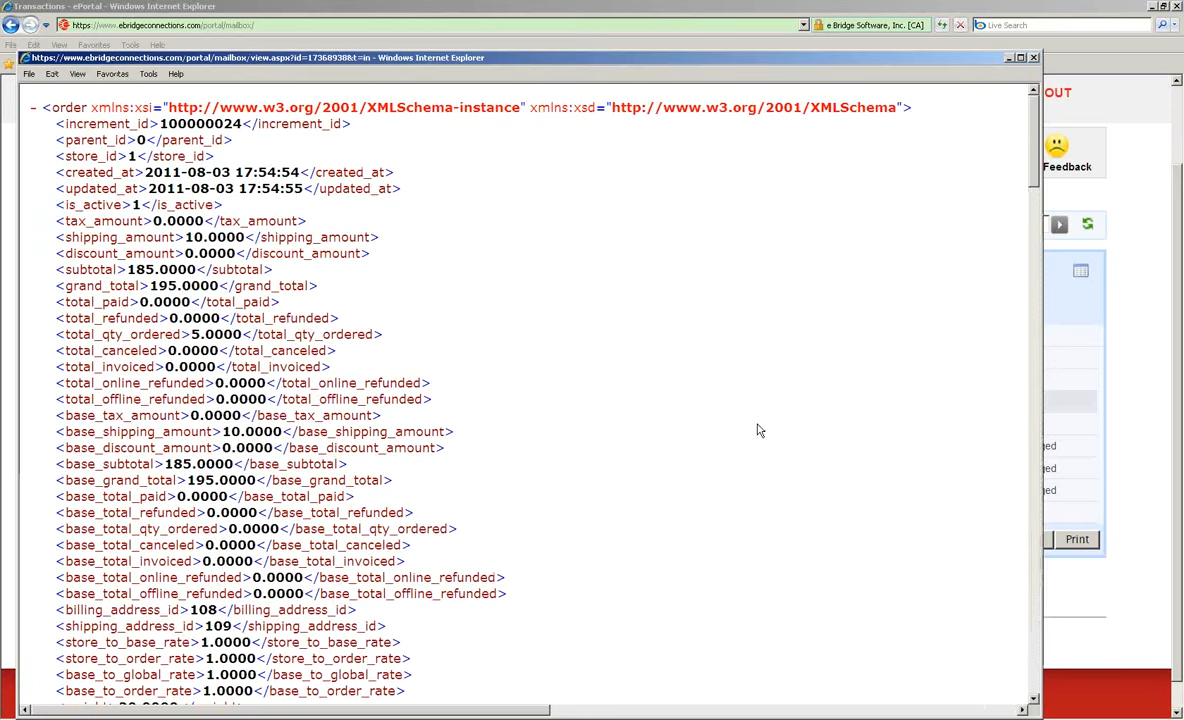 Transactions - ePortal - Windows Internet Explorer
https://www.ebridgeconnections.com/portal/mailbox/
e Bridge Software, Inc. [CA]
Live Search
File Edit View Favorites Tools Help
https://www.ebridgeconnections.com/portal/mailbox/view.aspx?id=17368938&t=in - Windows Internet Explorer
File Edit View Favorites Tools Help
- <order xmlns:xsi="http://www.w3.org/2001/XMLSchema-instance" xmlns:xsd="http://www.w3.org/2001/XMLSchema">
<increment_id>100000024</increment_id>
<parent_id>0</parent_id>
<store_id>1</store_id>
<created_at>2011-08-03 17:54:54</created_at>
<updated_at>2011-08-03 17:54:55</updated_at>
<is_active>1</is_active>
<tax_amount>0.0000</tax_amount>
<shipping_amount>10.0000</shipping_amount>
<discount_amount>0.0000</discount_amount>
<subtotal>185.0000</subtotal>
<grand_total>195.0000</grand_total>
<total_paid>0.0000</total_paid>
<total_refunded>0.0000</total_refunded>
<total_qty_ordered>5.0000</total_qty_ordered>
<total_canceled>0.0000</total_canceled>
<total_invoiced>0.0000</total_invoiced>
<total_online_refunded>0.0000</total_online_refunded>
<total_offline_refunded>0.0000</total_offline_refunded>
<base_tax_amount>0.0000</base_tax_amount>
<base_shipping_amount>10.0000</base_shipping_amount>
<base_discount_amount>0.0000</base_discount_amount>
<base_subtotal>185.0000</base_subtotal>
<base_grand_total>195.0000</base_grand_total>
<base_total_paid>0.0000</base_total_paid>
<base_total_refunded>0.0000</base_total_refunded>
<base_total_qty_ordered>0.0000</base_total_qty_ordered>
<base_total_canceled>0.0000</base_total_canceled>
<base_total_invoiced>0.0000</base_total_invoiced>
<base_total_online_refunded>0.0000</base_total_online_refunded>
<base_total_offline_refunded>0.0000</base_total_offline_refunded>
<billing_address_id>108</billing_address_id>
<shipping_address_id>109</shipping_address_id>
<store_to_base_rate>1.0000</store_to_base_rate>
<store_to_order_rate>1.0000</store_to_order_rate>
<base_to_global_rate>1.0000</base_to_global_rate>
<base_to_order_rate>1.0000</base_to_order_rate>
OUT
Feedback
ged
ged
ged
Print